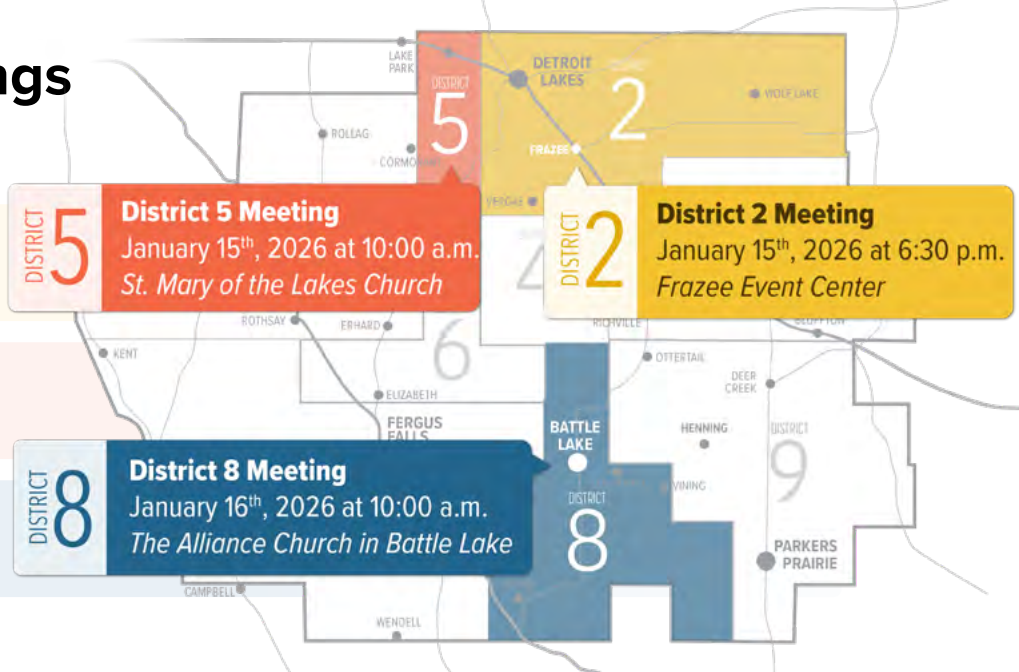 ngs
LAKE
PARK
DETROIT
LAKES
DISTRICT
5
2
WOLF LAKE
ROLLAG
FRAZEE
VERGAS
DISTRICT
5
District 5 Meeting
January 15th, 2026 at 10:00 a.m.
St. Mary of the Lakes Church
DISTRICT
2
District 2 Meeting
January 15th, 2026 at 6:30 p.m.
Frazee Event Center
ROTHSAY
ERHARD
RICHVILLE
BLUFFTON
KENT
6
OTTERTAIL
DEER
CREEK
ELIZABETH
FERGUS
FALLS
BATTLE
LAKE
HENNING
DISTRICT
9
VINING
DISTRICT
8
District 8 Meeting
January 16th, 2026 at 10:00 a.m.
The Alliance Church in Battle Lake
DISTRICT
8
PARKERS
PRAIRIE
CAMPBELL
WENDELL